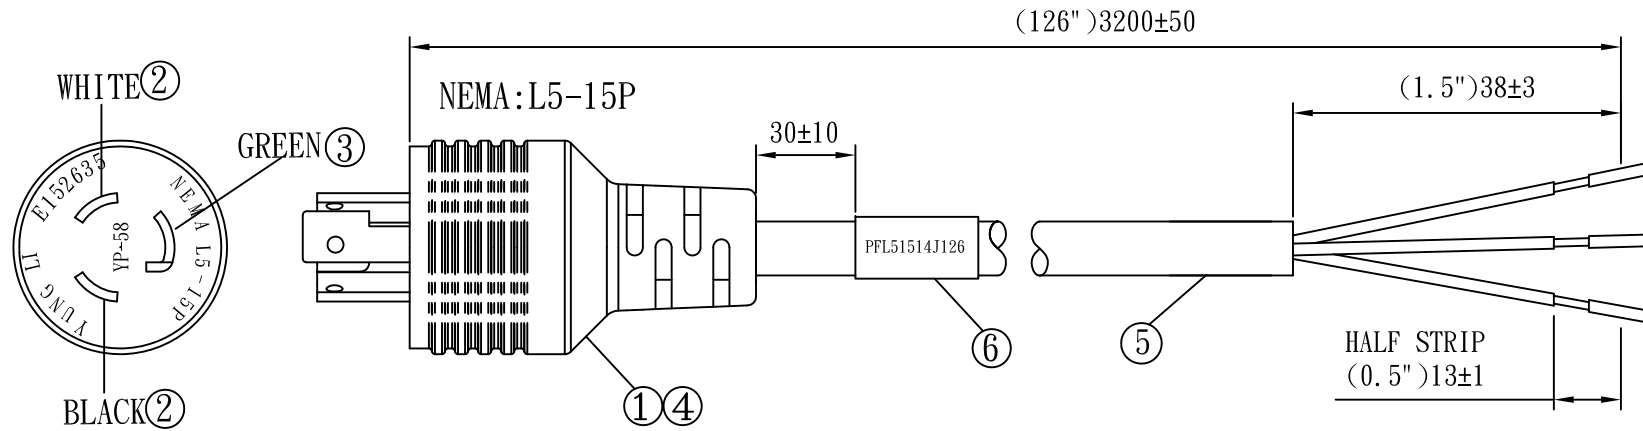 (126")3200±50
WHITE②
NEMA:L5-15P
(1.5")38±3
30±10
GREEN③
E152635
NEMA L5-15P
YP-58
YUNG LI
PFL51514J126
⑥
⑤
HALF STRIP
(0.5")13±1
BLACK②
①④